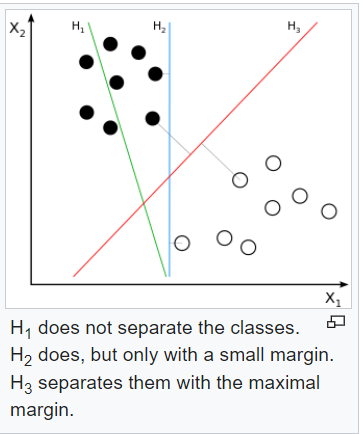 X₂ H₁ H₂ H₃
X₁
H₁ does not separate the classes.
H₂ does, but only with a small margin.
H₃ separates them with the maximal
margin.